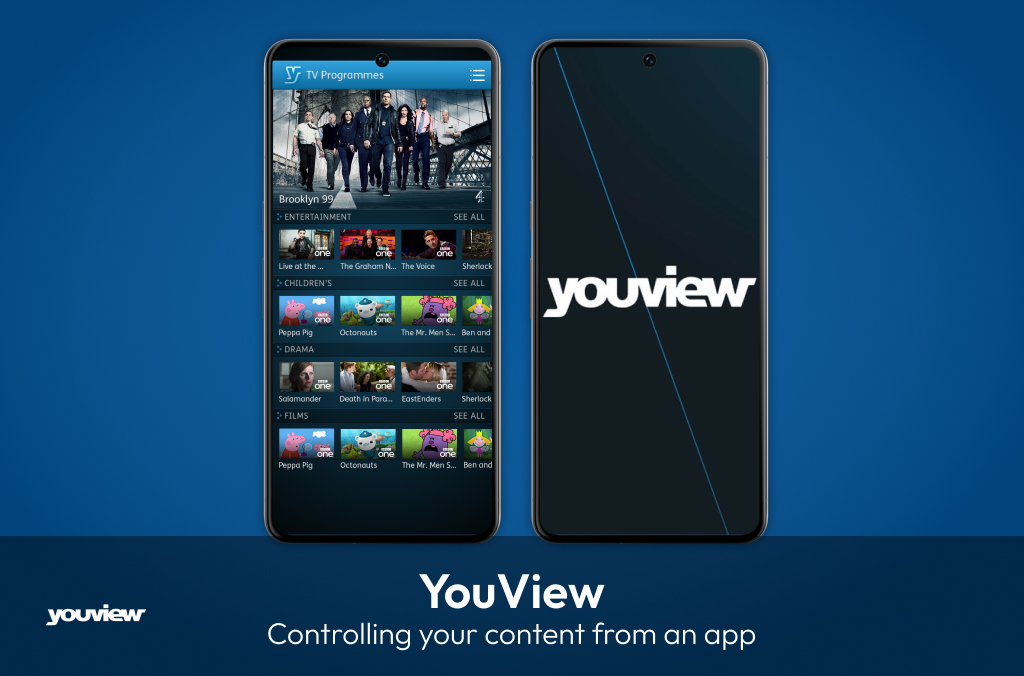 TV Programmes
Brooklyn 99
4
ENTERTAINMENT SEE ALL
BBC one BBC one BBC one
Live at the ... The Graham N... The Voice Sherlock
CHILDREN'S SEE ALL
BBC one BBC one BBC one
Peppa Pig Octonauts The Mr. Men S... Ben and
DRAMA SEE ALL
BBC one BBC one BBC one
Salamander Death in Para... EastEnders Sherlock
FILMS SEE ALL
BBC one BBC one BBC one
Peppa Pig Octonauts The Mr. Men S... Ben and
youview
YouView
Controlling your content from an app
youview